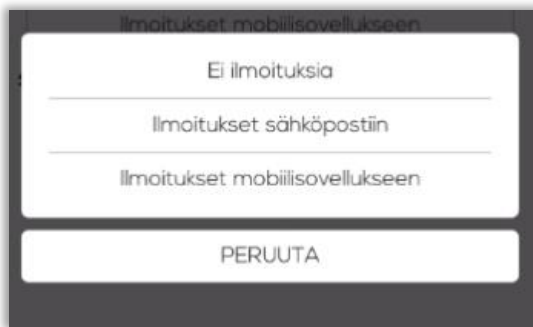 Ilmoitukset mobiilisovellukseen
Ei ilmoituksia
Ilmoitukset sähköpostiin
Ilmoitukset mobiilisovellukseen
PERUUTA